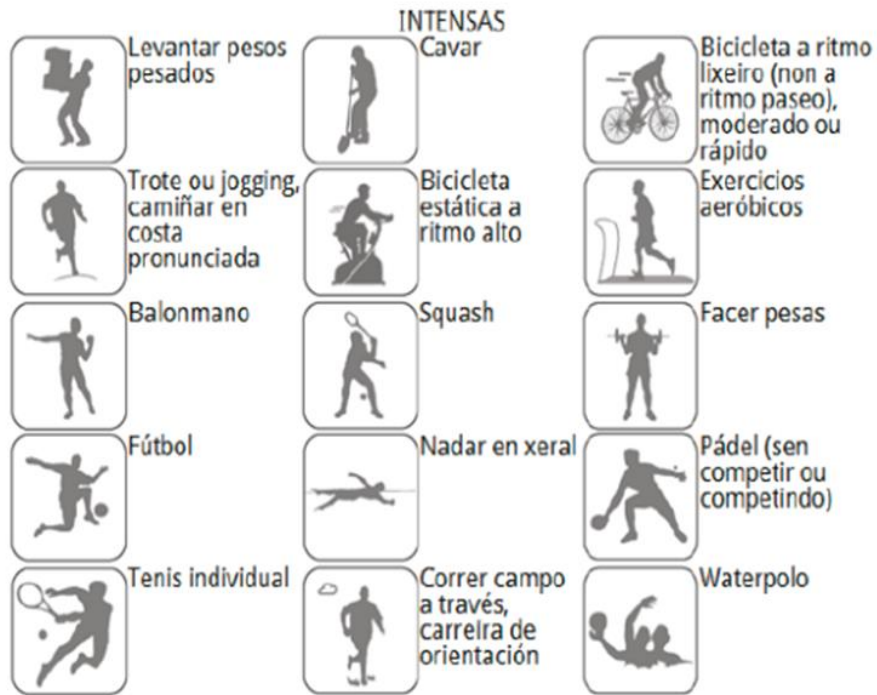 INTENSAS
Levantar pesos
pesados
Cavar
Bicicleta a ritmo
lixeiro (non a
ritmo paseo),
moderado ou
rápido
Trote ou jogging,
camiñar en
costa
pronunciada
Bicicleta
estática a
ritmo alto
Exercicios
aeróbicos
Balonmano
Squash
Facer pesas
Fútbol
Nadar en xeral
Pádel (sen
competir ou
competindo)
Tenis individual
Correr campo
a través,
carreira de
orientación
Waterpolo